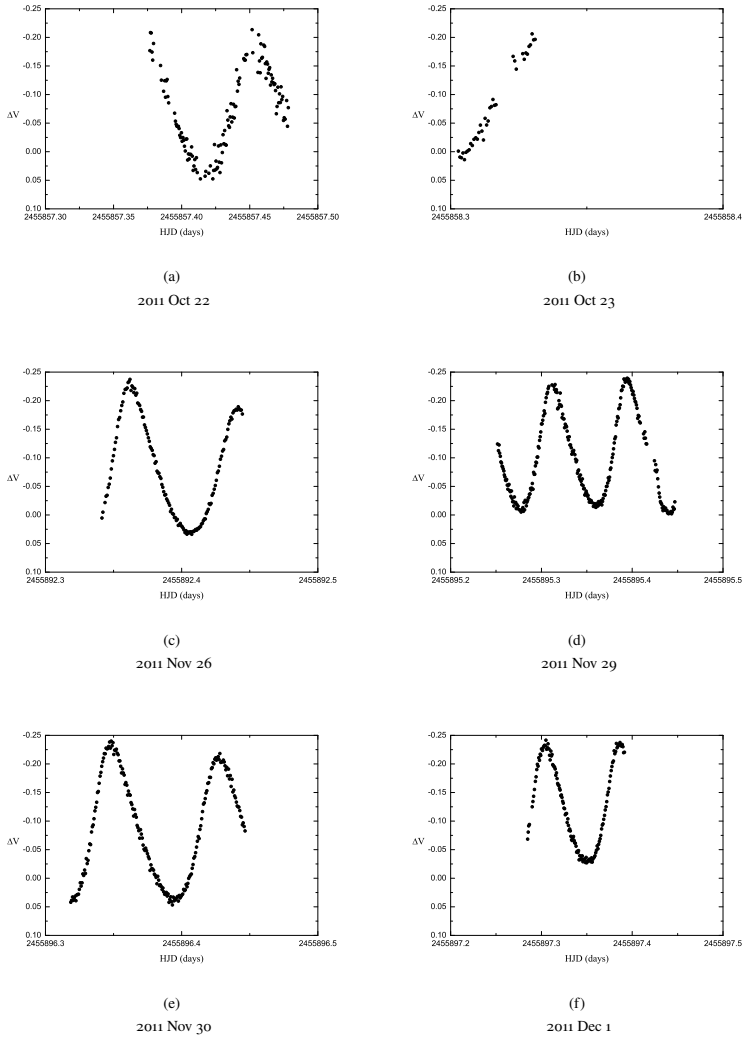 -0.25
-0.20
-0.15
-0.10
-0.05
0.00
0.05
0.10
ΔV
2455857.30 2455857.35 2455857.40 2455857.45 2455857.50
HJD (days)
(a)
2011 Oct 22
-0.25
-0.20
-0.15
-0.10
-0.05
0.00
0.05
0.10
ΔV
2455858.3 2455858.4
HJD (days)
(b)
2011 Oct 23
-0.25
-0.20
-0.15
-0.10
-0.05
0.00
0.05
0.10
ΔV
2455892.3 2455892.4 2455892.5
HJD (days)
(c)
2011 Nov 26
-0.25
-0.20
-0.15
-0.10
-0.05
0.00
0.05
0.10
ΔV
2455895.2 2455895.3 2455895.4 2455895.5
HJD (days)
(d)
2011 Nov 29
-0.25
-0.20
-0.15
-0.10
-0.05
0.00
0.05
0.10
ΔV
2455896.3 2455896.4 2455896.5
HJD (days)
(e)
2011 Nov 30
-0.25
-0.20
-0.15
-0.10
-0.05
0.00
0.05
0.10
ΔV
2455897.2 2455897.3 2455897.4 2455897.5
HJD (days)
(f)
2011 Dec 1